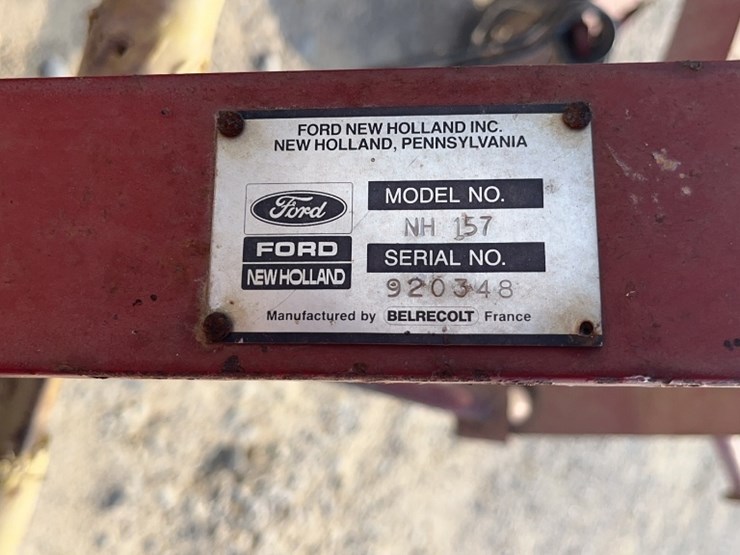 FORD NEW HOLLAND INC.
NEW HOLLAND, PENNSYLVANIA
Ford
FORD
NEW HOLLAND
MODEL NO.
NH 157
SERIAL NO.
920348
Manufactured by BELRECOLT France